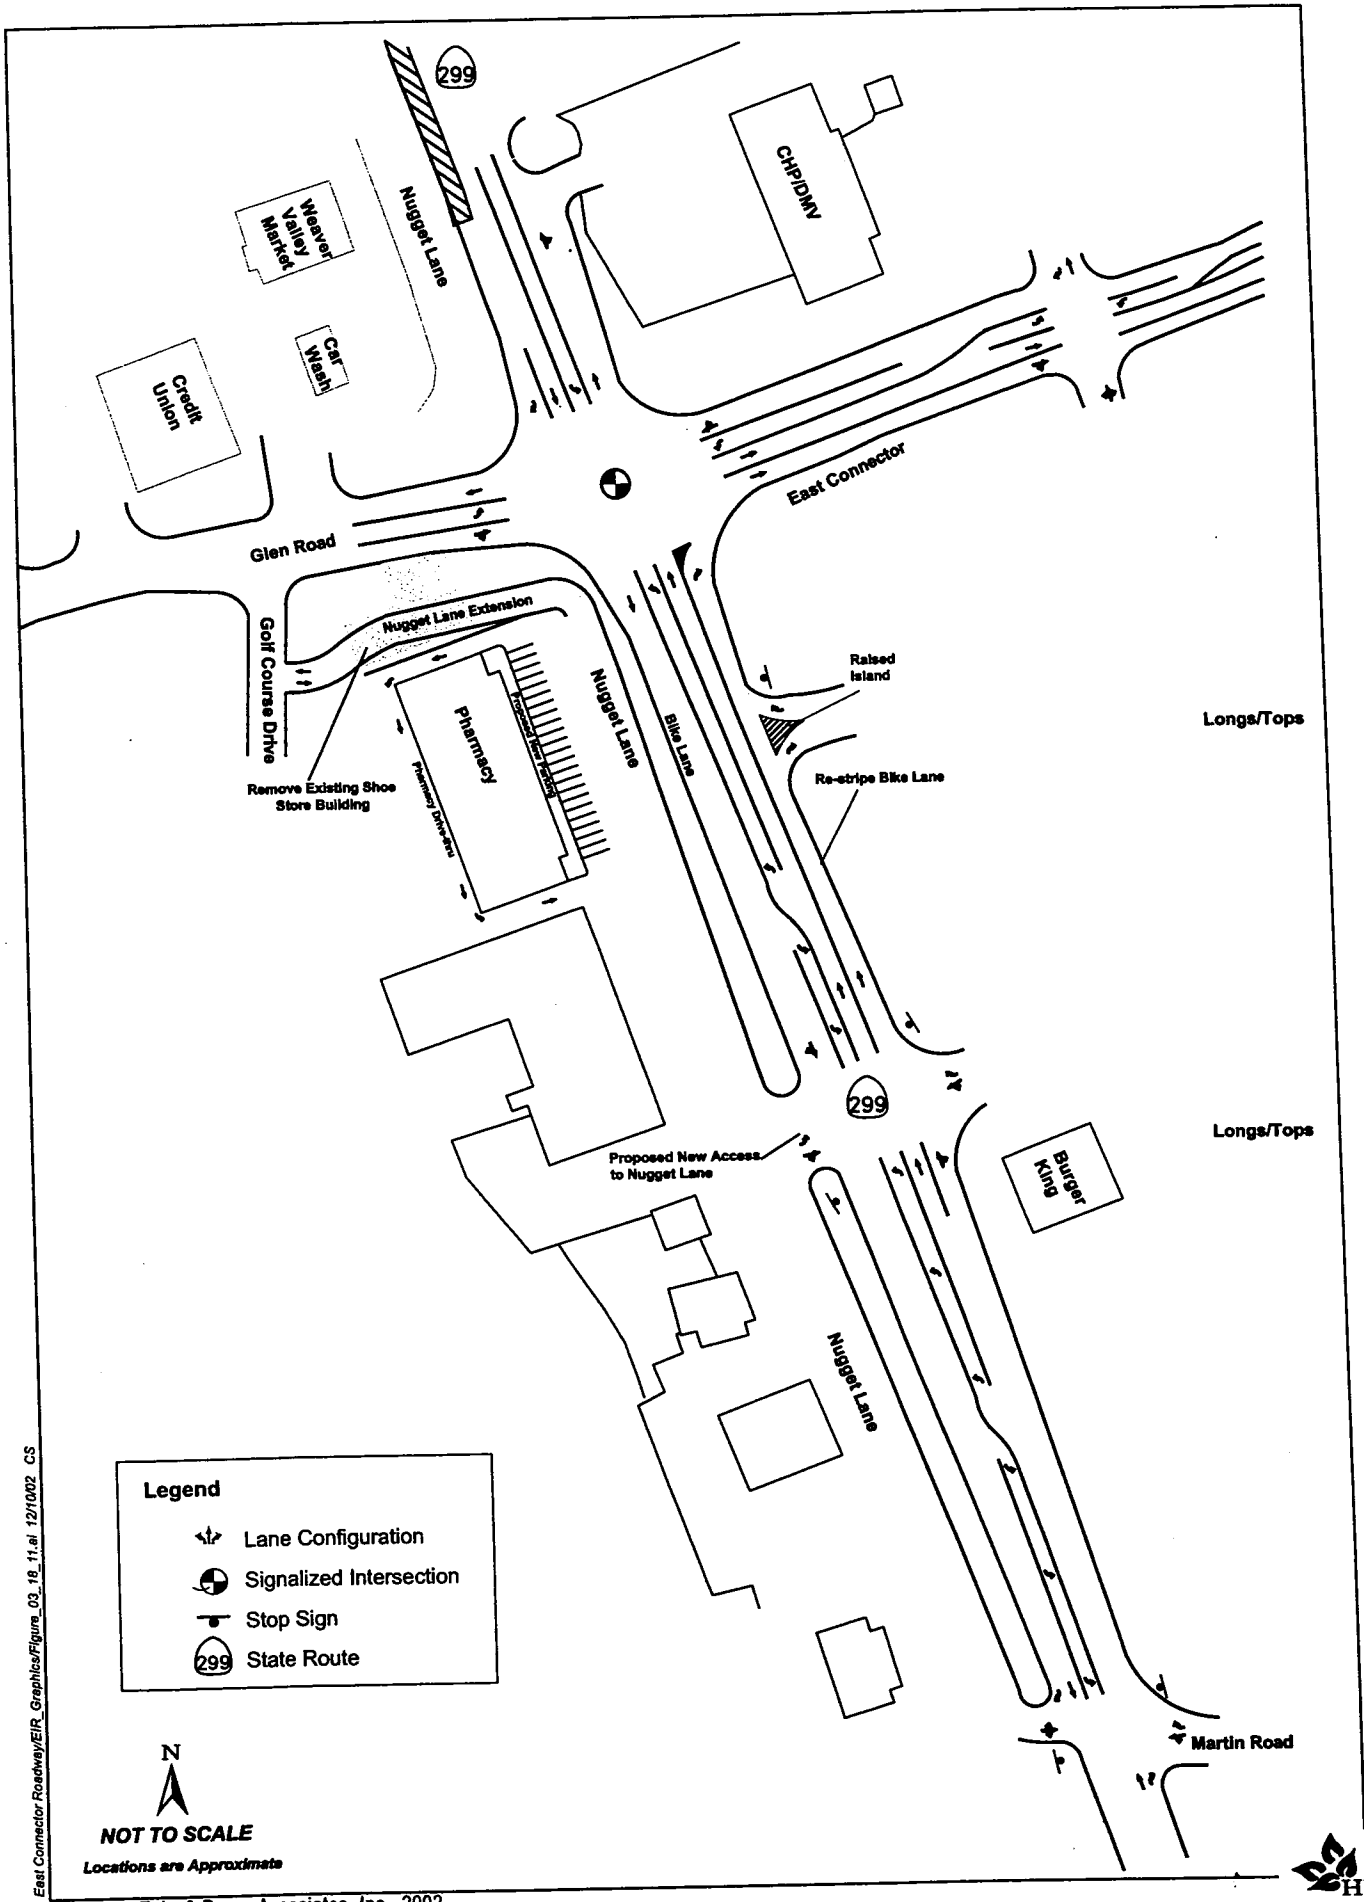 299
CHP/DMV
Nugget Lane
Weaver
Valley
Market
Car
Wash
Credit
Union
East Connector
Glen Road
Nugget Lane Extension
Golf Course Drive
Raised
Island
Longs/Tops
Nugget Lane
Bike Lane
Pharmacy
Proposed New Parking
Pharmacy Drive-thru
Re-stripe Bike Lane
Remove Existing Shoe
Store Building
299
Longs/Tops
Proposed New Access
to Nugget Lane
Burger
King
Nugget Lane
Legend
Lane Configuration
Signalized Intersection
Stop Sign
299 State Route
Martin Road
N
NOT TO SCALE
Locations are Approximate
East Connector Roadway/EIR_Graphics/Figure_03_18_11.ai 12/10/02 CS
Associates, Inc., 2002
H